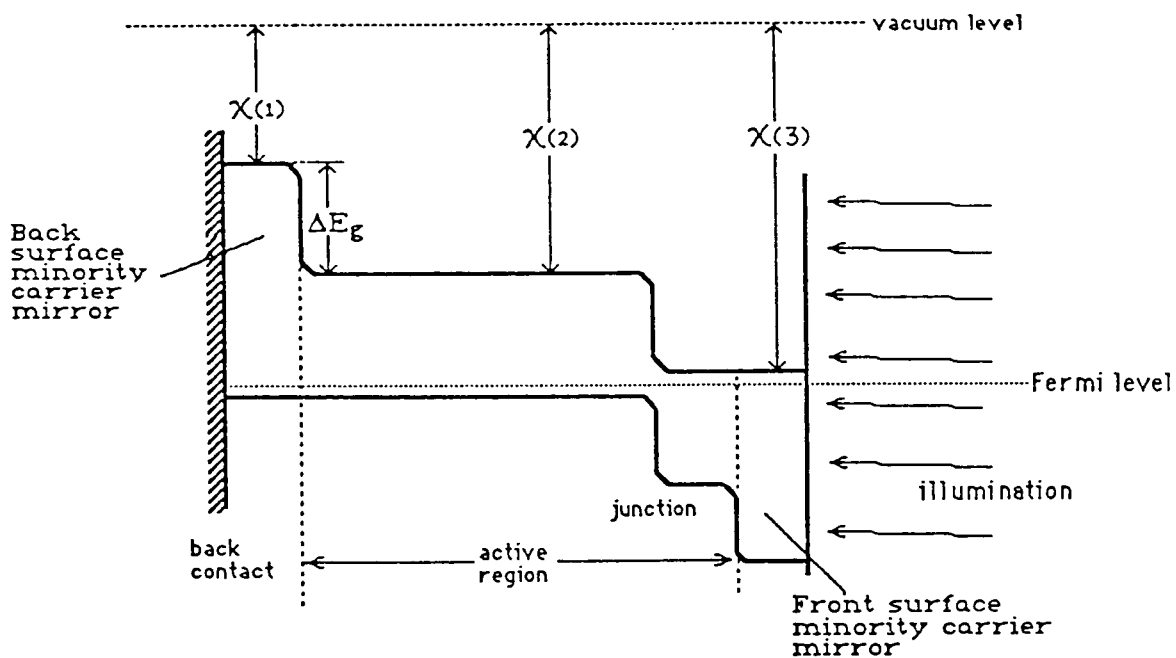 vacuum level
χ(1)
χ(2)
χ(3)
ΔEg
Back
surface
minority
carrier
mirror
Fermi level
illumination
junction
back
contact
active
region
Front surface
minority carrier
mirror